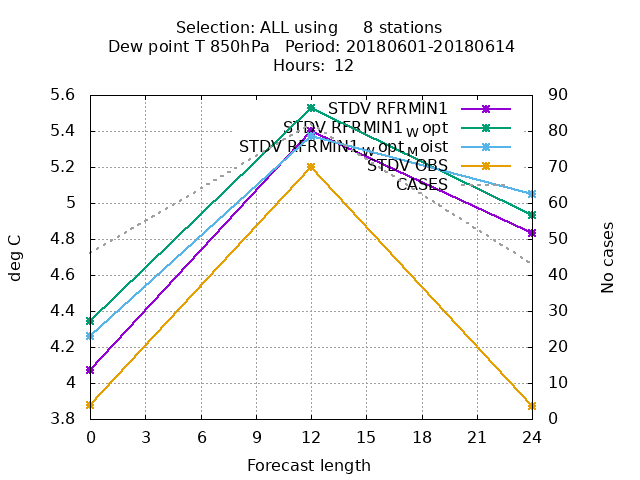 Selection: ALL using 8 stations
Dew point T 850hPa Period: 20180601-20180614
Hours: 12
5.6
5.4
5.2
5
4.8
4.6
4.4
4.2
4
3.8
deg C
STDV RFRMIN1
STDV RFRMIN1_W opt
STDV RFRMIN1_W opt_M oist
STDV OBS
CASES
90
80
70
60
50
40
30
20
10
0
No cases
0 3 6 9 12 15 18 21 24
Forecast length